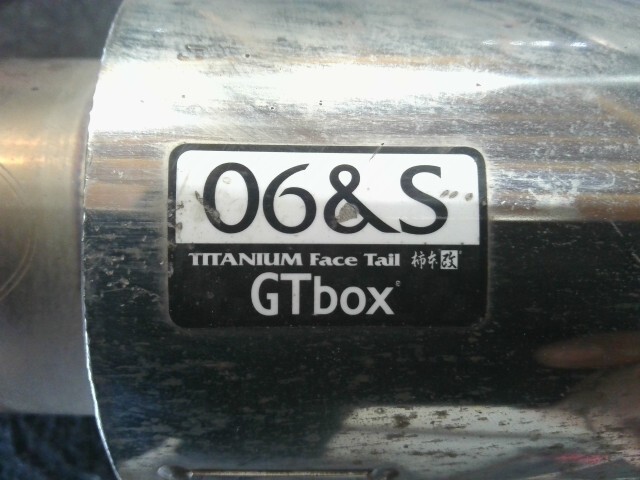 06&S
TITANIUM Face Tail 柿本改
GTbox